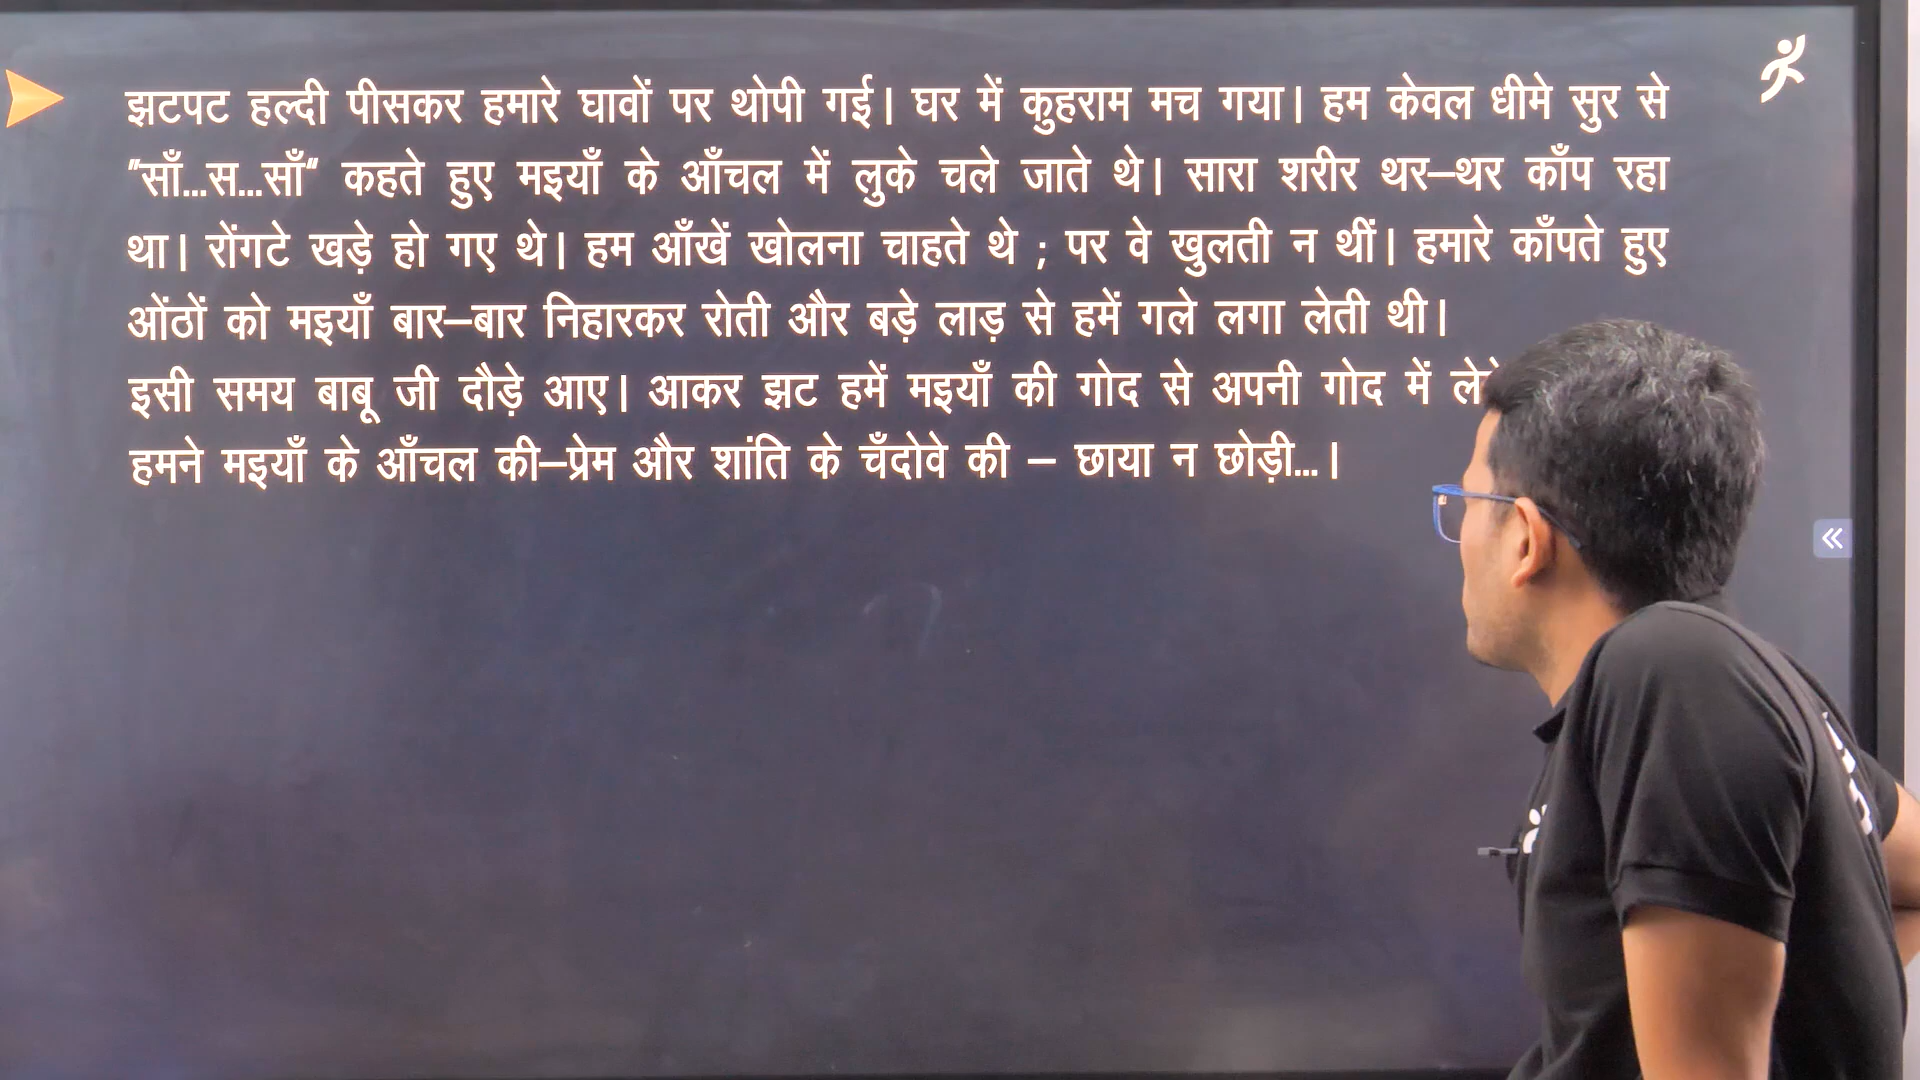 झटपट हल्दी पीसकर हमारे घावों पर थोपी गई। घर में कुहराम मच गया। हम केवल धीमे सुर से
"साँ...स...साँ" कहते हुए मइयाँ के आँचल में लुके चले जाते थे। सारा शरीर थर–थर काँप रहा
था। रोंगटे खड़े हो गए थे। हम आँखें खोलना चाहते थे ; पर वे खुलती न थीं। हमारे काँपते हुए
ओंठों को मइयाँ बार–बार निहारकर रोती और बड़े लाड़ से हमें गले लगा लेती थी।
इसी समय बाबू जी दौड़े आए। आकर झट हमें मइयाँ की गोद से अपनी गोद में
हमने मइयाँ के आँचल की–प्रेम और शांति के चँदोवे की – छाया न छोड़ी...।